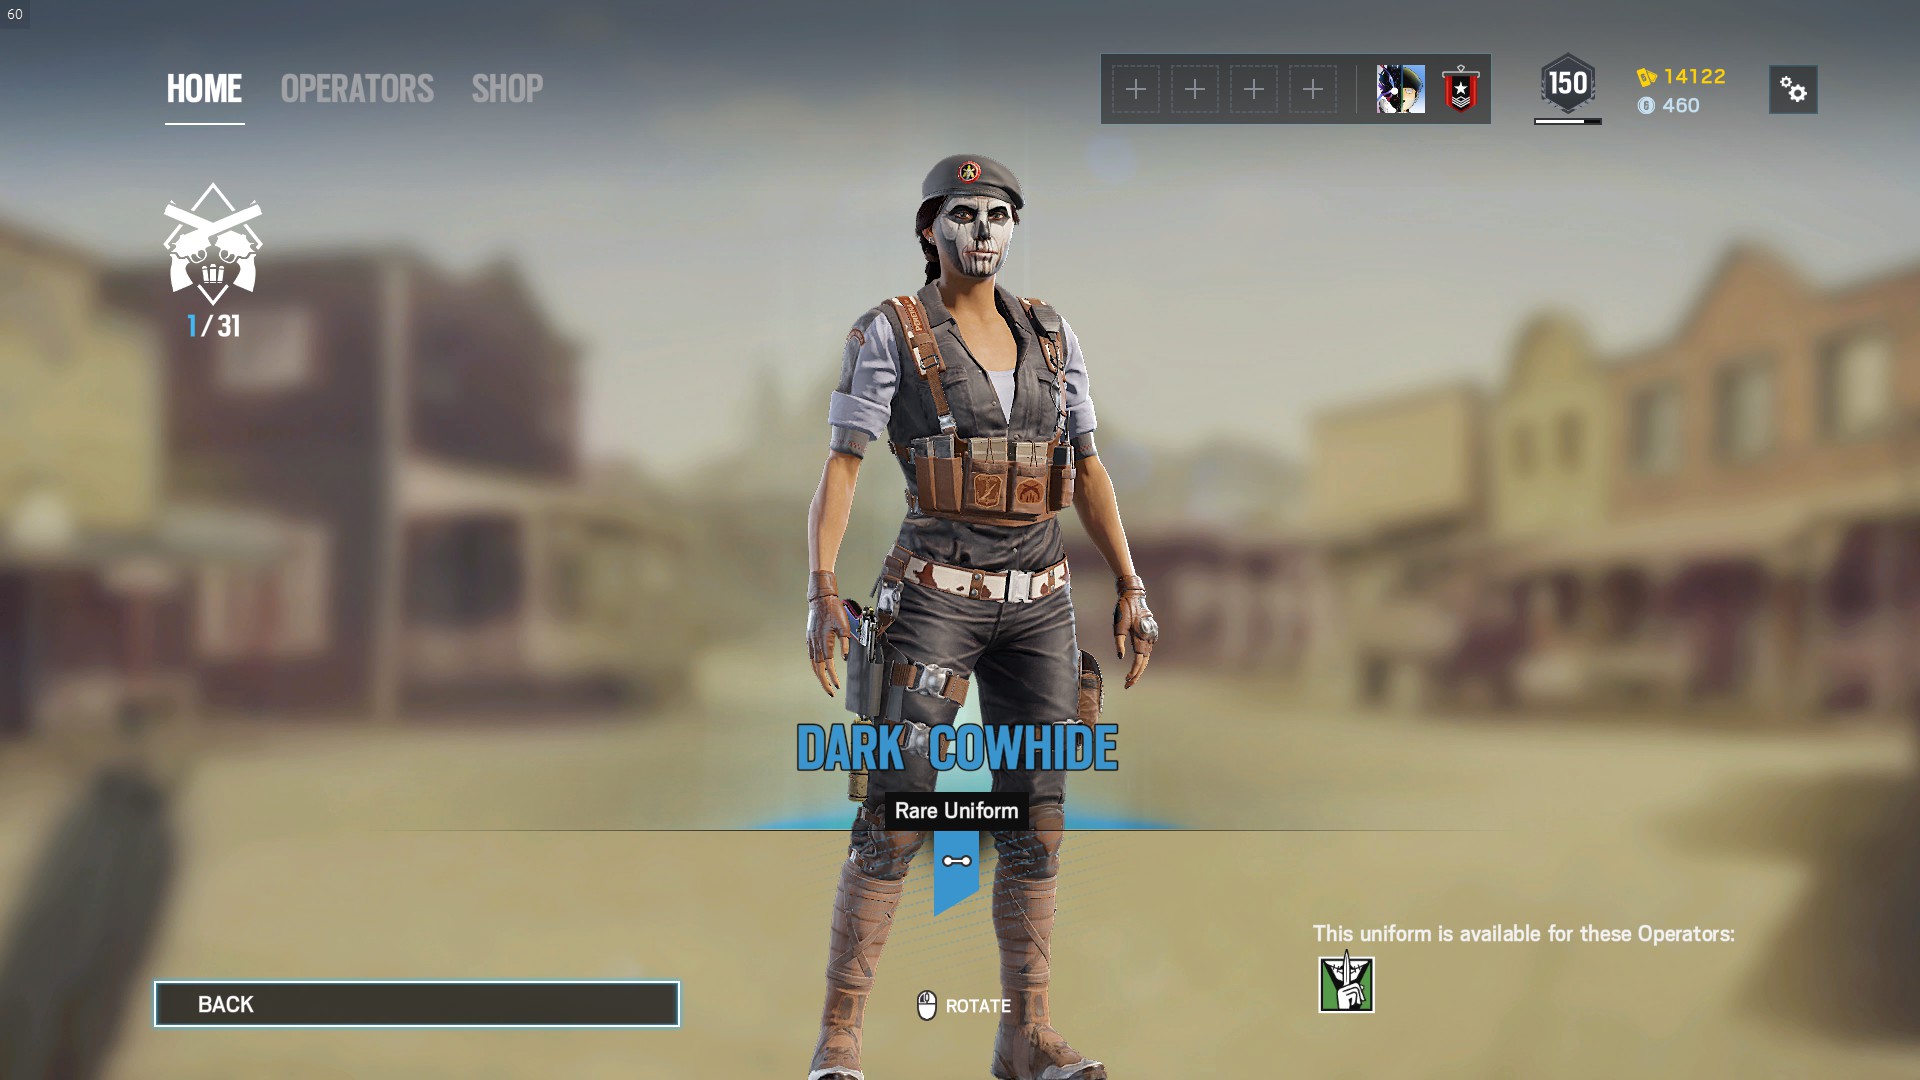 60
HOME
OPERATORS
SHOP
150
14122
460
1/31
DARK COWHIDE
Rare Uniform
This uniform is available for these Operators:
BACK
ROTATE